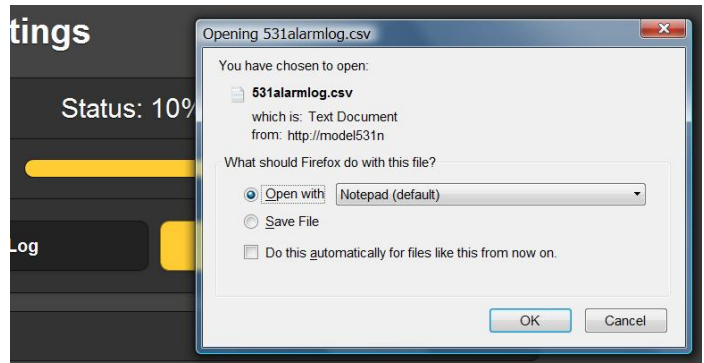 tings
Opening 531alarmlog.csv
You have chosen to open:
531alarmlog.csv
which is: Text Document
from: http://model531n
Status: 10%
What should Firefox do with this file?
Open with Notepad (default)
Save File
Log
Do this automatically for files like this from now on.
OK Cancel